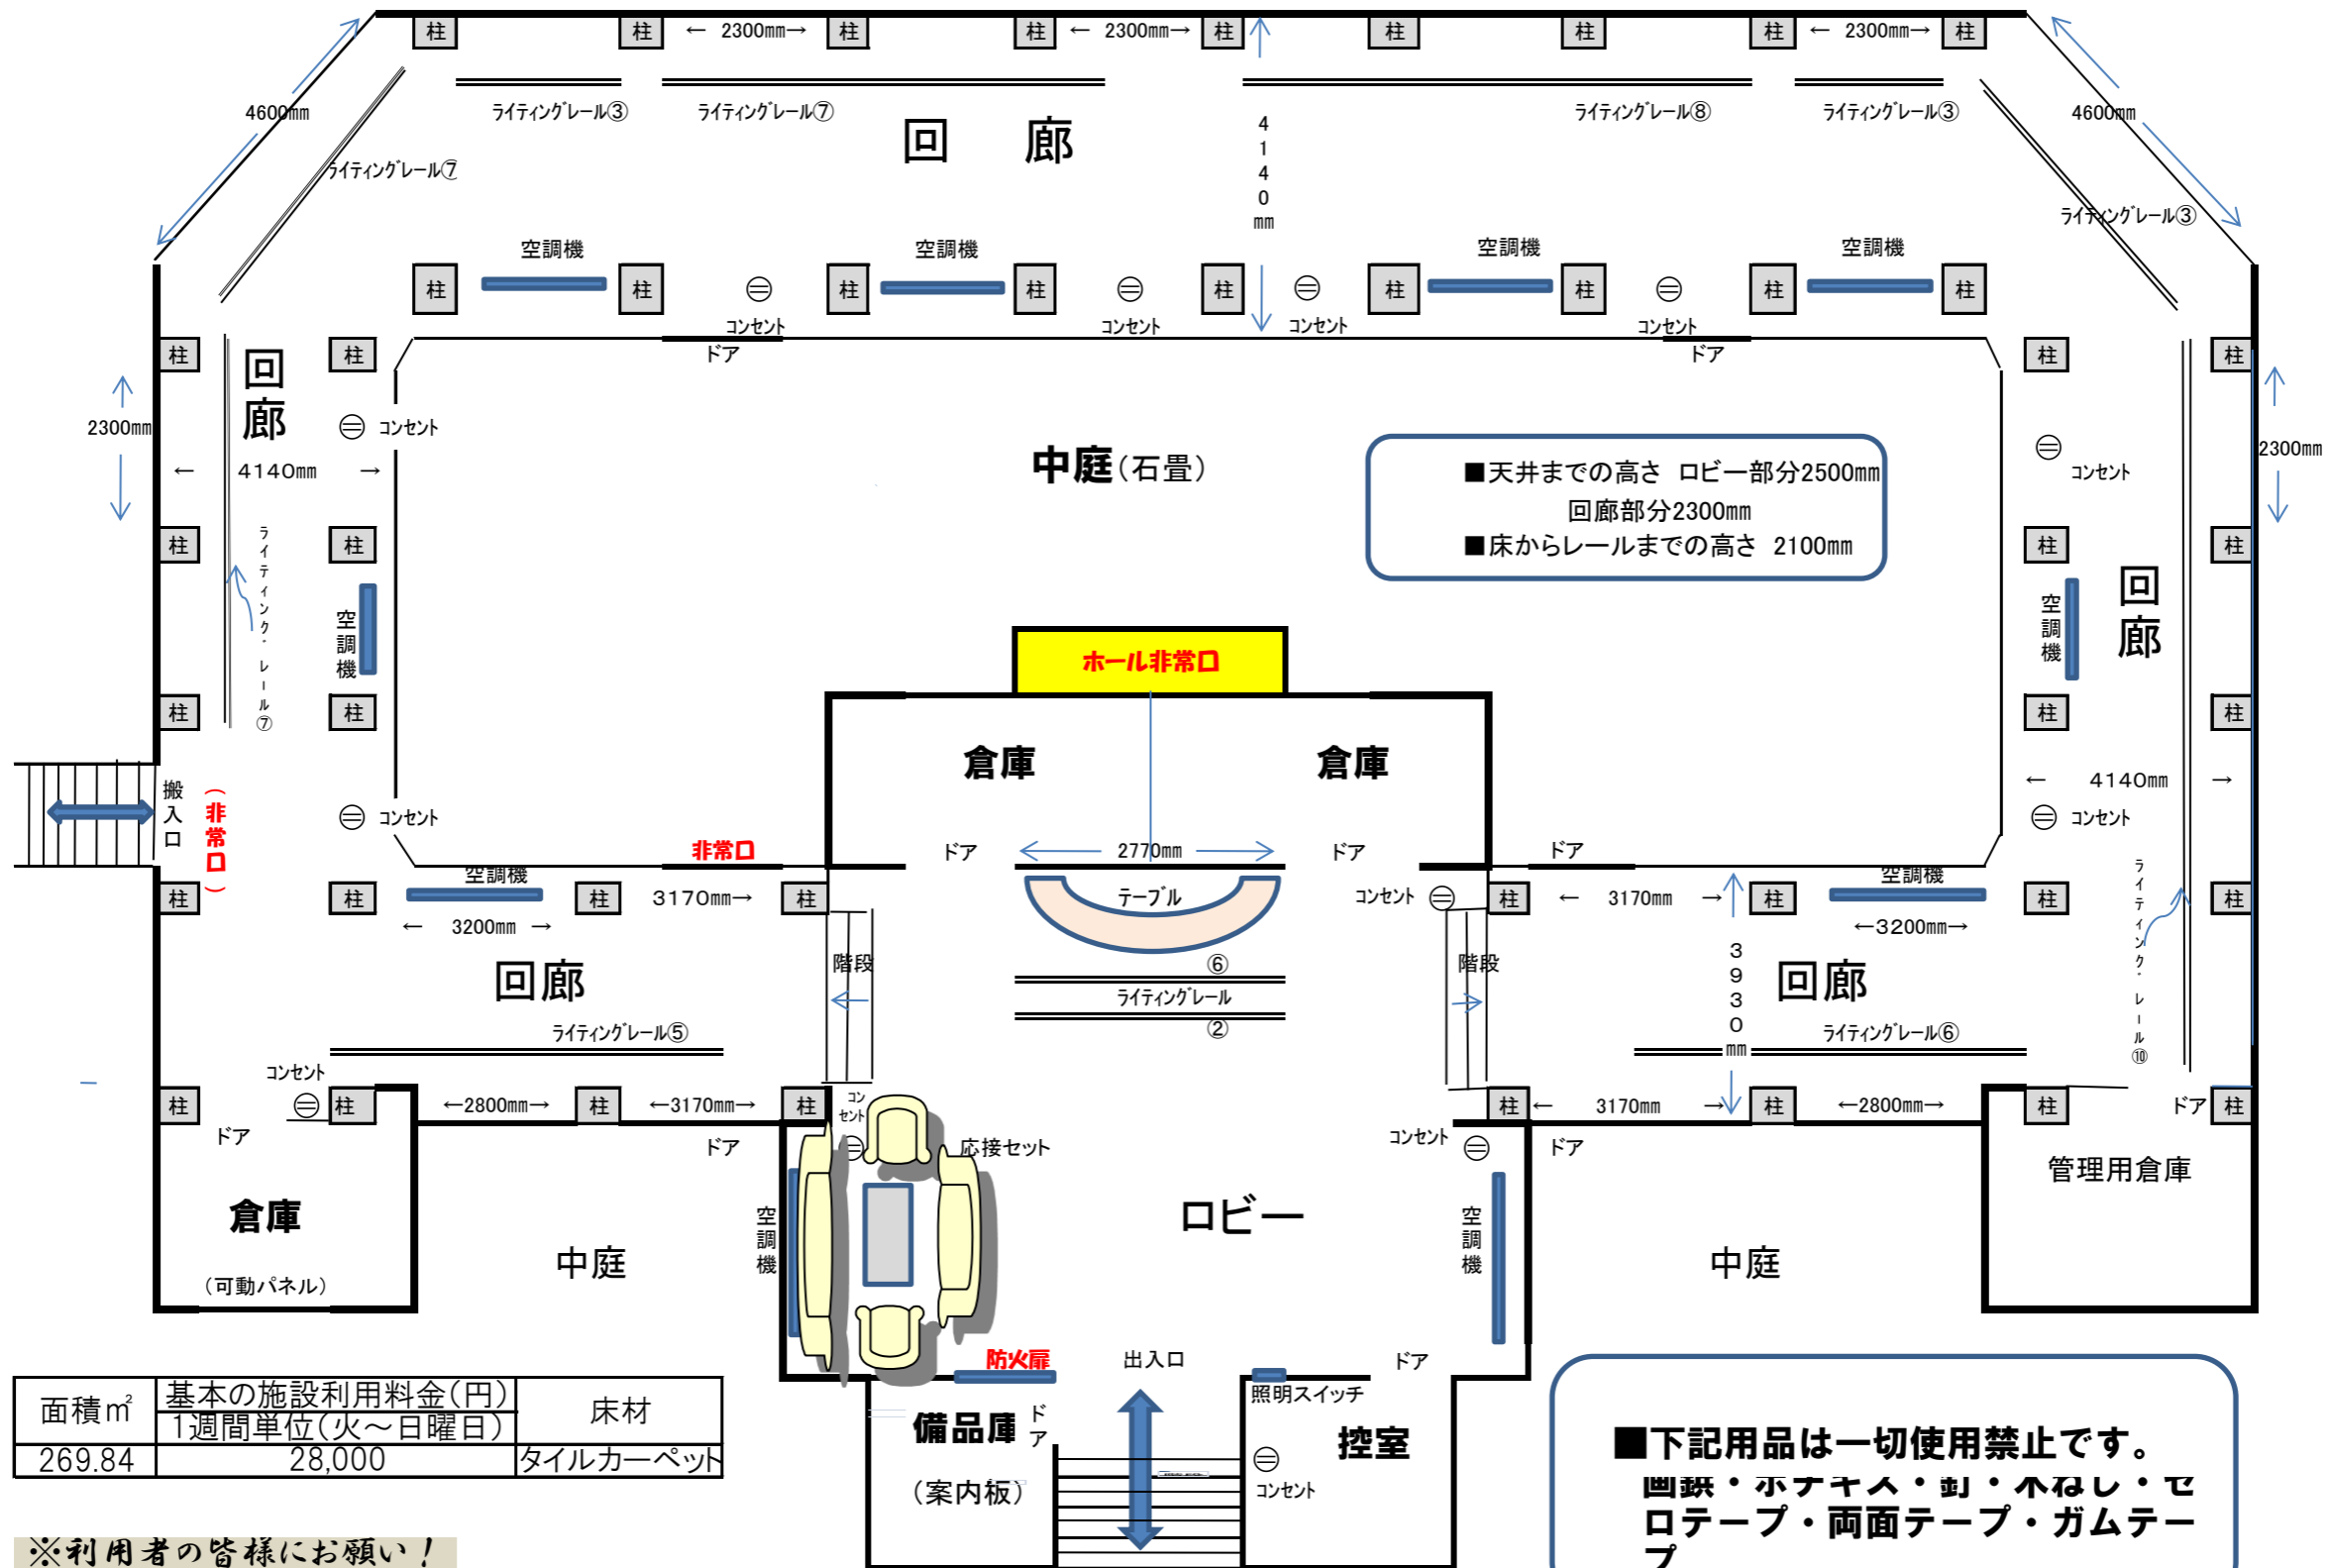 柱 柱 ← 2300mm→ 柱 柱 ← 2300mm→ 柱 柱 柱 柱 ← 2300mm→ 柱
4600mm ライティングレール③ ライティングレール⑦ ライティングレール⑧ ライティングレール③ 4600mm
回 廊
4140mm
ライティングレール⑦ ライティングレール③
空調機 空調機 空調機 空調機
柱 柱 柱 柱 柱 柱 柱 柱 柱
コンセント コンセント コンセント コンセント
ドア ドア
柱 回廊 柱 柱 柱
2300mm コンセント コンセント 2300mm
← 4140mm →
中庭(石畳)
■天井までの高さ ロビー部分2500mm
回廊部分2300mm
■床からレールまでの高さ 2100mm
柱 柱 柱 柱
ライティングレール⑦ 空調機 空調機 回廊
ホール非常口
柱 柱 柱 柱
倉庫 倉庫
← 4140mm →
搬入口 (非常口) コンセント コンセント
非常口 ドア 2770mm ドア ドア
空調機 空調機
柱 柱 柱 3170mm→ 柱 テーブル コンセント 柱 ← 3170mm → 柱 柱 柱
← 3200mm → ←3200mm→
ライティングレール⑩
回廊 階段 ⑥ 階段 3930mm 回廊
ライティングレール
②
ライティングレール⑤ ライティングレール⑥
コンセント
柱 柱 ←2800mm→ 柱 ←3170mm→ 柱 コンセント 柱 ← 3170mm → 柱 ←2800mm→ 柱 ドア 柱
ドア ドア 応接セット コンセント ドア
管理用倉庫
倉庫 空調機 ロビー 空調機
中庭 中庭
(可動パネル)
防火扉 出入口 ドア
照明スイッチ
備品庫 ドア 控室
(案内板) コンセント
面積㎡ 基本の施設利用料金(円) 床材
1週間単位(火～日曜日)
269.84 28,000 タイルカーペット
■下記用品は一切使用禁止です。
画鋲・ホチキス・釘・木ねじ・セ
ロテープ・両面テープ・ガムテー
プ
※利用者の皆様にお願い！